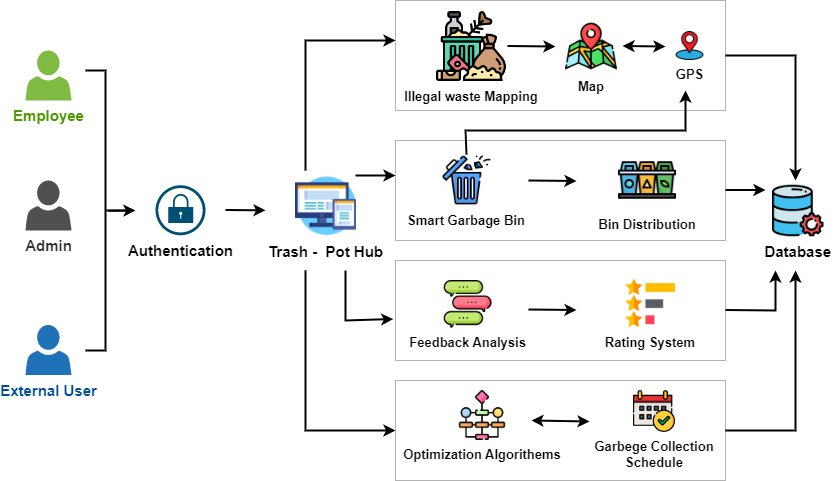 Employee
Admin
External User
Authentication
Trash - Pot Hub
Illegal waste Mapping
Map
GPS
Smart Garbage Bin
Bin Distribution
Feedback Analysis
Rating System
Optimization Algorithems
Garbege Collection
Schedule
Database